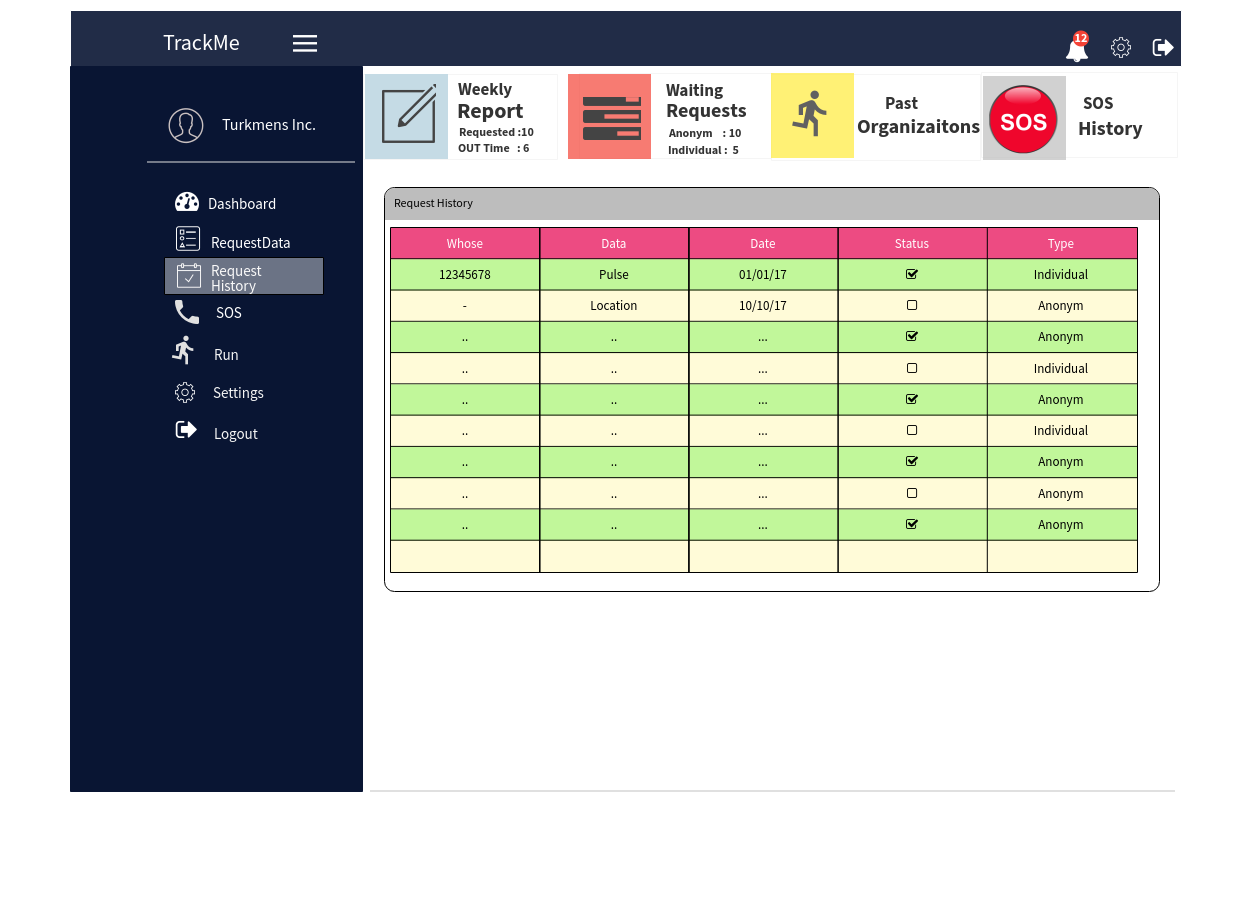 TrackMe
12
Turkmens Inc.
Dashboard
RequestData
Request
History
SOS
Run
Settings
Logout
Weekly
Report
Requested :10
OUT Time : 6
Waiting
Requests
Anonym : 10
Individual : 5
Past
Organizaitons
SOS
SOS
History
Request History
Whose Data Date Status Type
12345678 Pulse 01/01/17 Individual
- Location 10/10/17 Anonym
.. .. ... Anonym
.. .. ... Individual
.. .. ... Anonym
.. .. ... Individual
.. .. ... Anonym
.. .. ... Anonym
.. .. ... Anonym